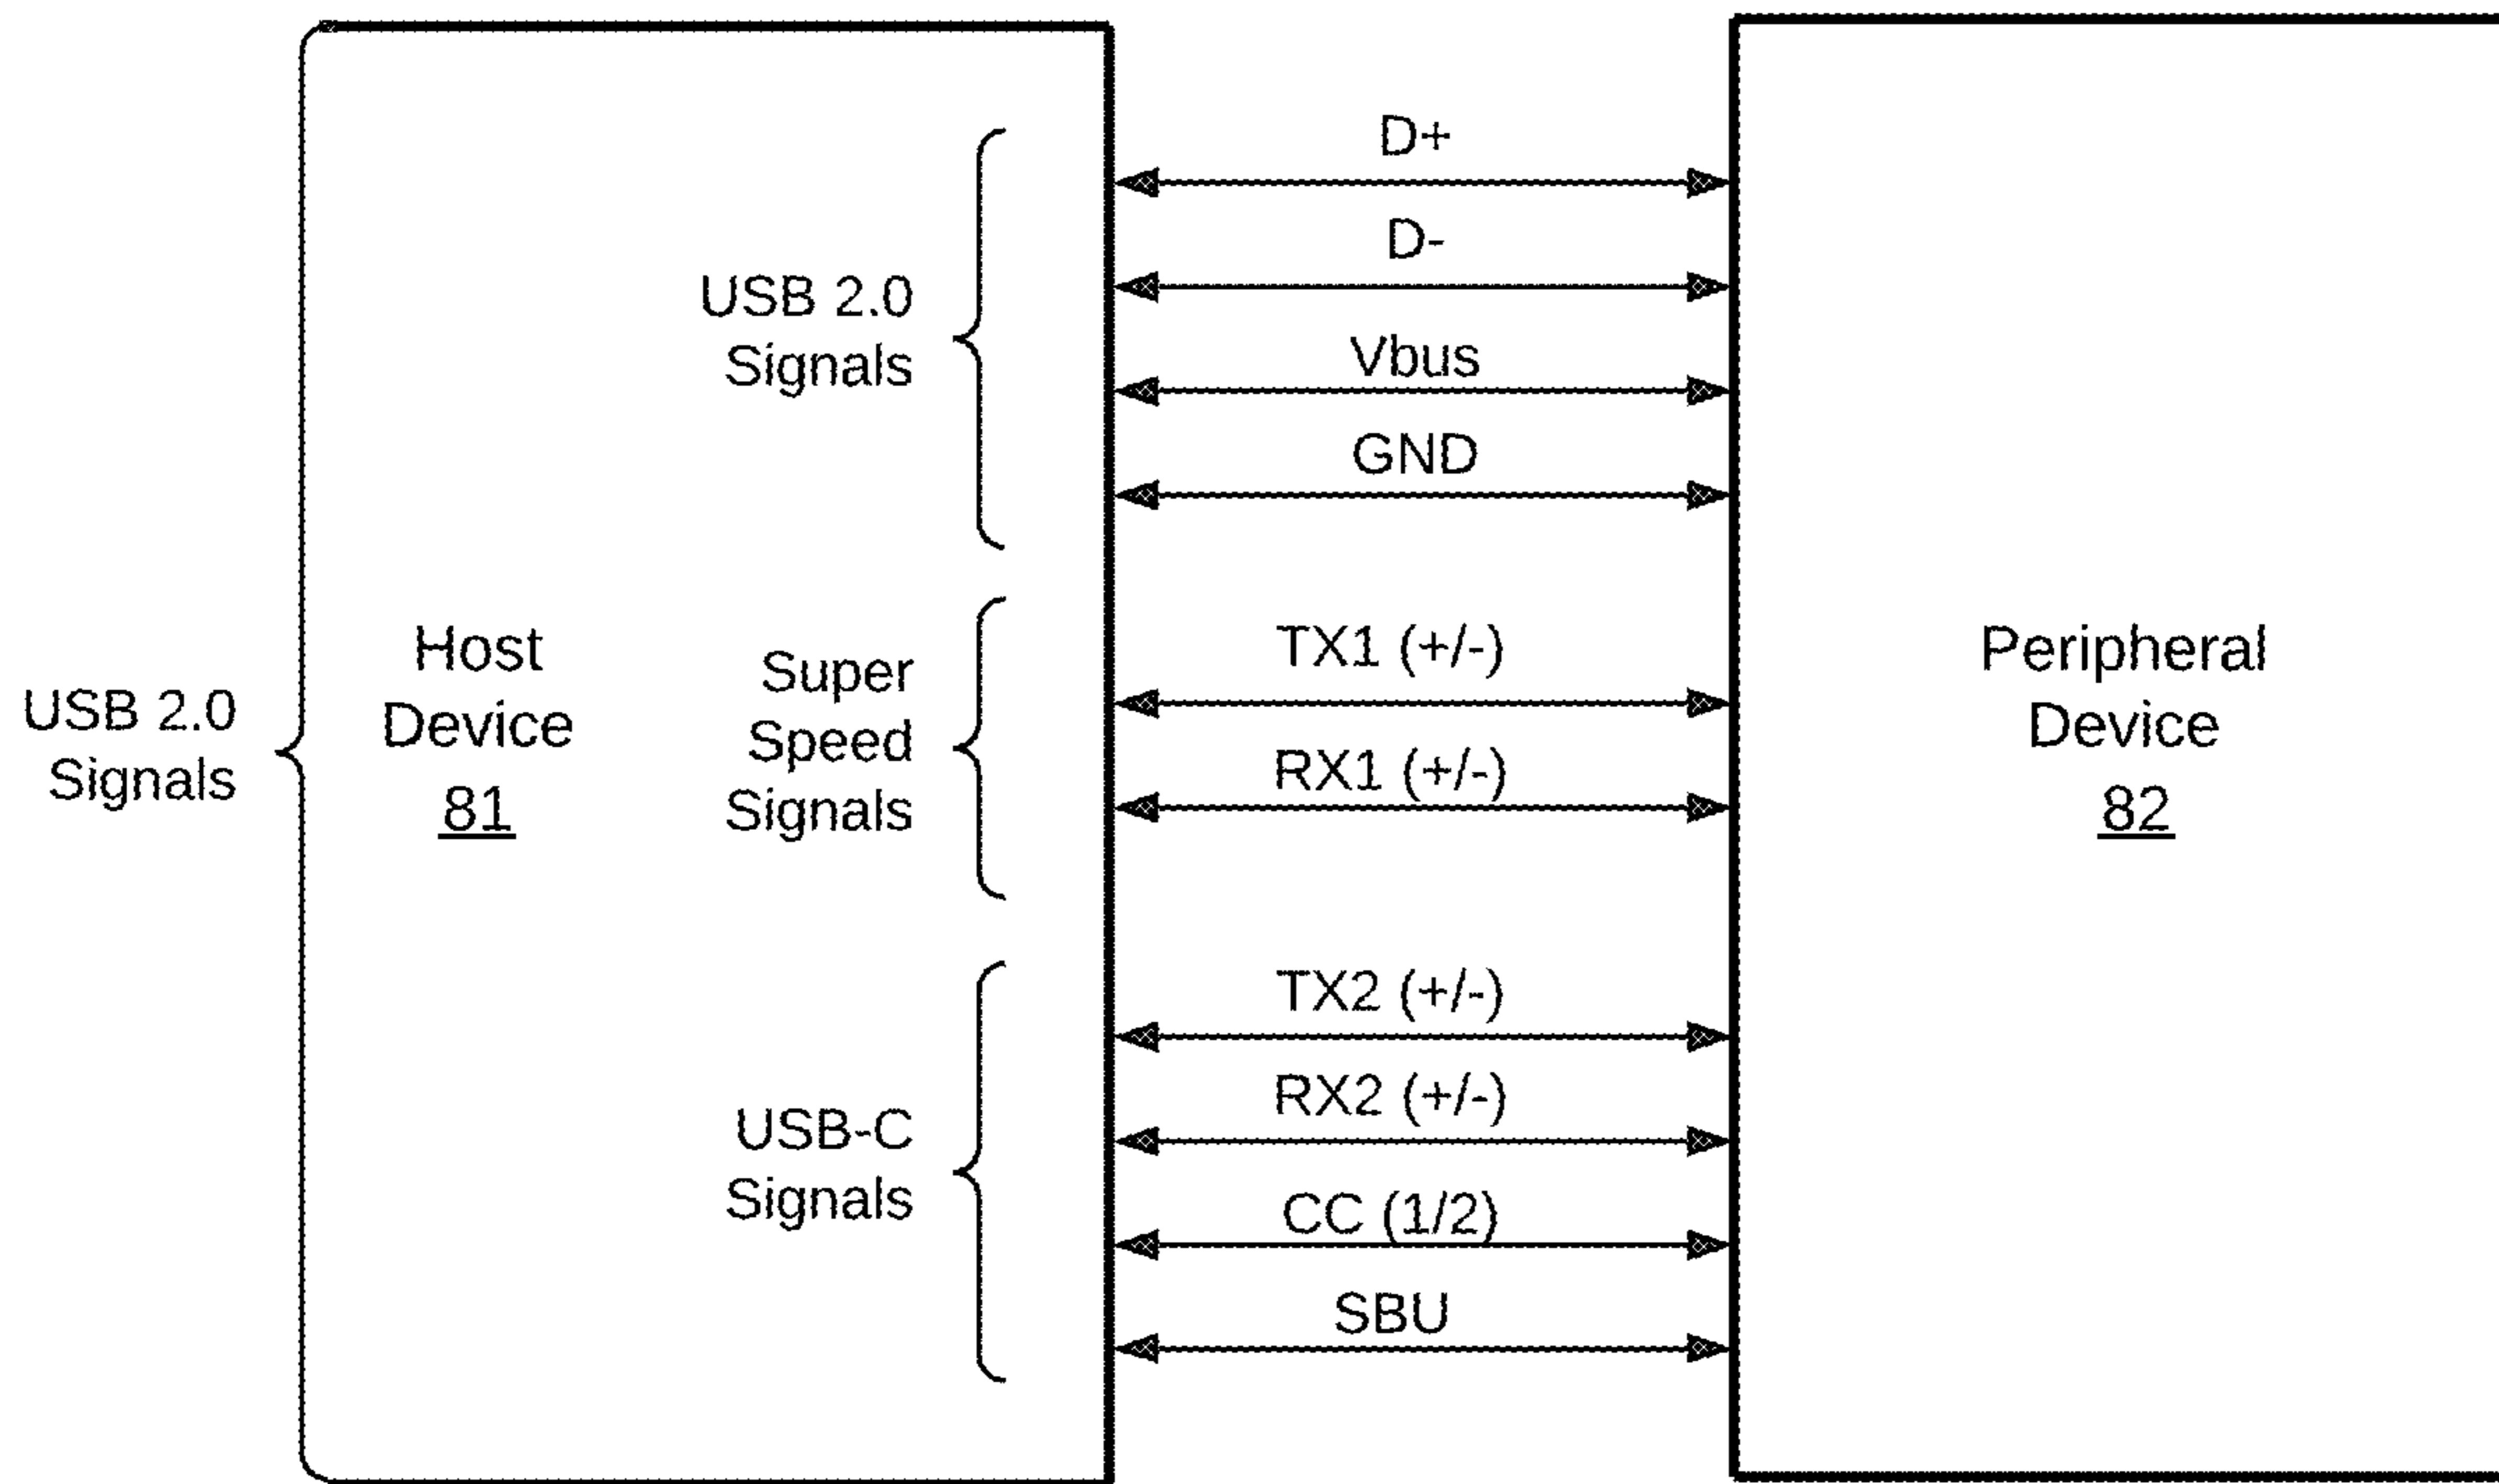 USB 2.0
Signals
Host
Device
81
USB 2.0
Signals
Super
Speed
Signals
USB-C
Signals
D+
D-
Vbus
GND
TX1 (+/-)
RX1 (+/-)
TX2 (+/-)
RX2 (+/-)
CC (1/2)
SBU
Peripheral
Device
82